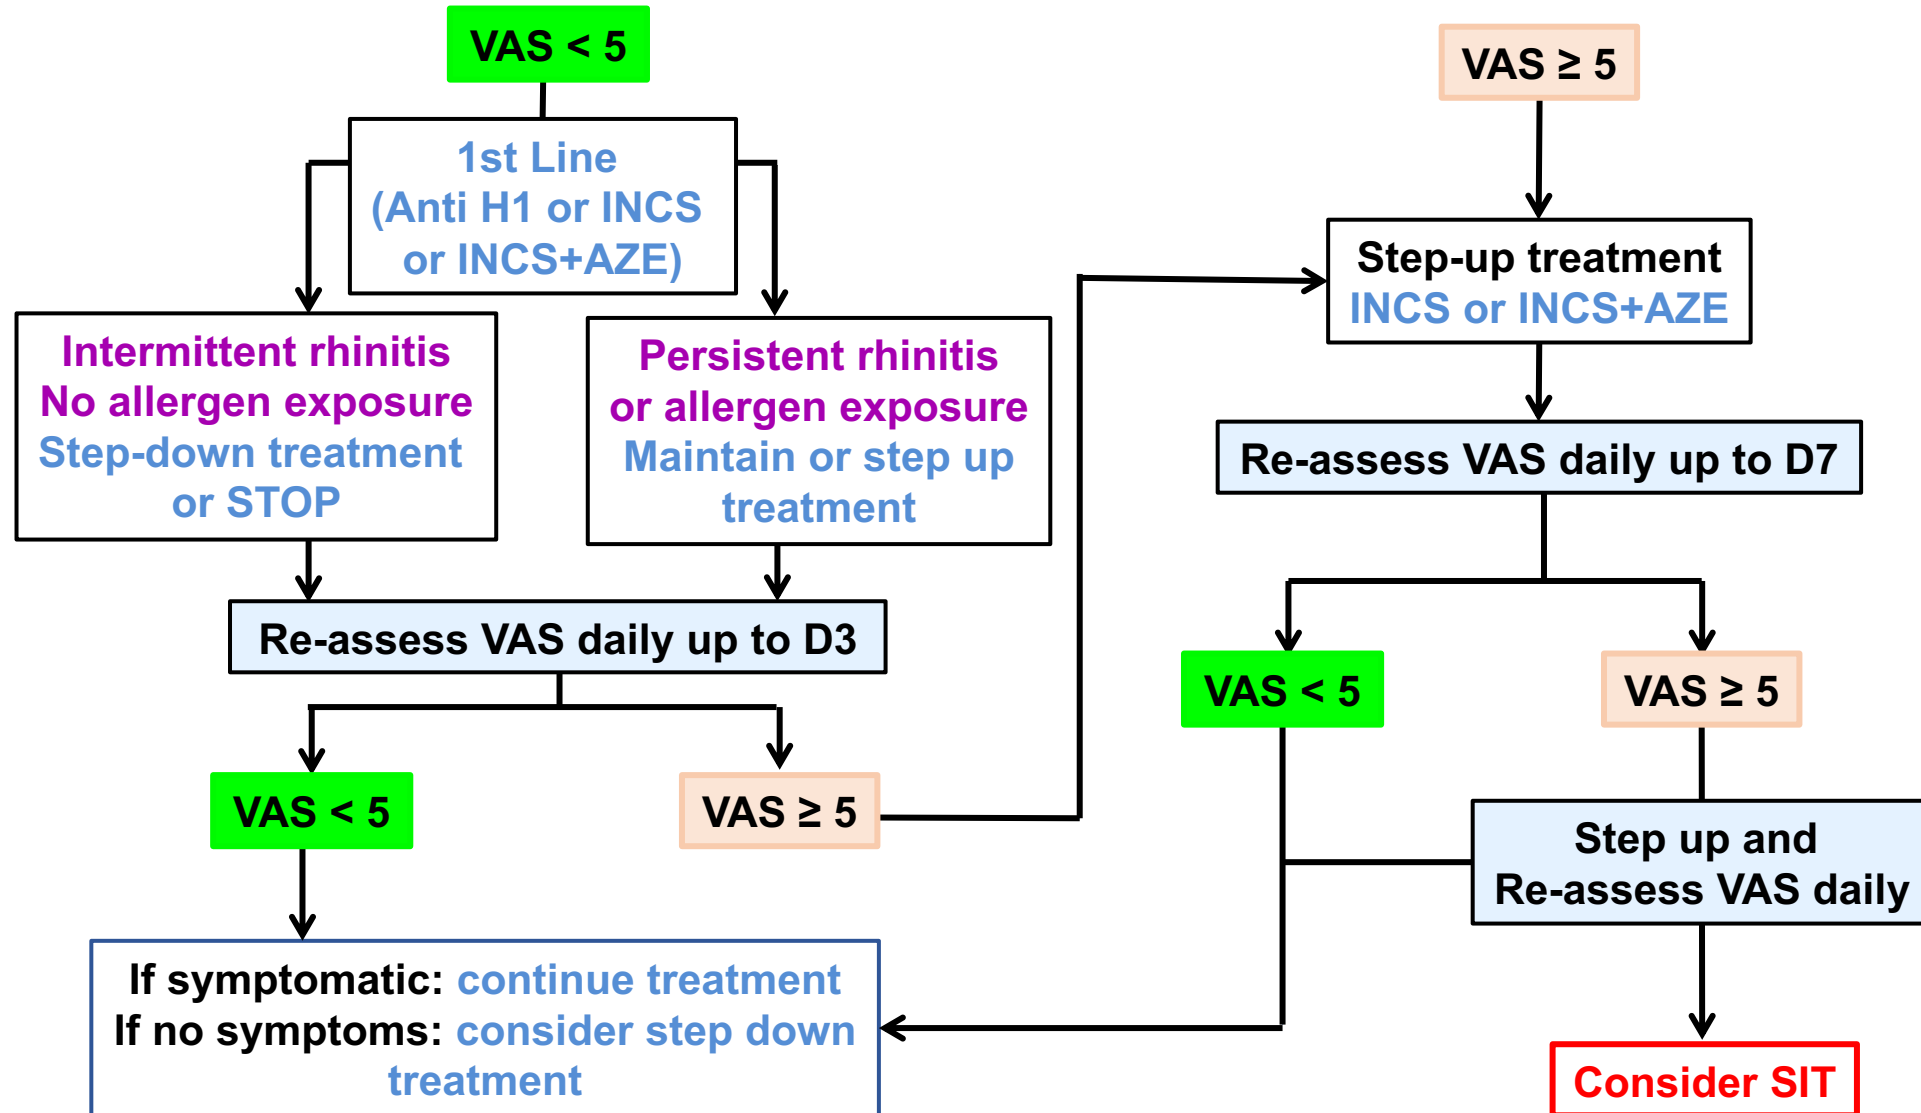 VAS < 5
1st Line
(Anti H1 or INCS
or INCS+AZE)
Intermittent rhinitis
No allergen exposure
Step-down treatment
or STOP
Persistent rhinitis
or allergen exposure
Maintain or step up
treatment
Re-assess VAS daily up to D3
VAS < 5
VAS ≥ 5
If symptomatic: continue treatment
If no symptoms: consider step down
treatment
VAS ≥ 5
Step-up treatment
INCS or INCS+AZE
Re-assess VAS daily up to D7
VAS < 5
VAS ≥ 5
Step up and
Re-assess VAS daily
Consider SIT